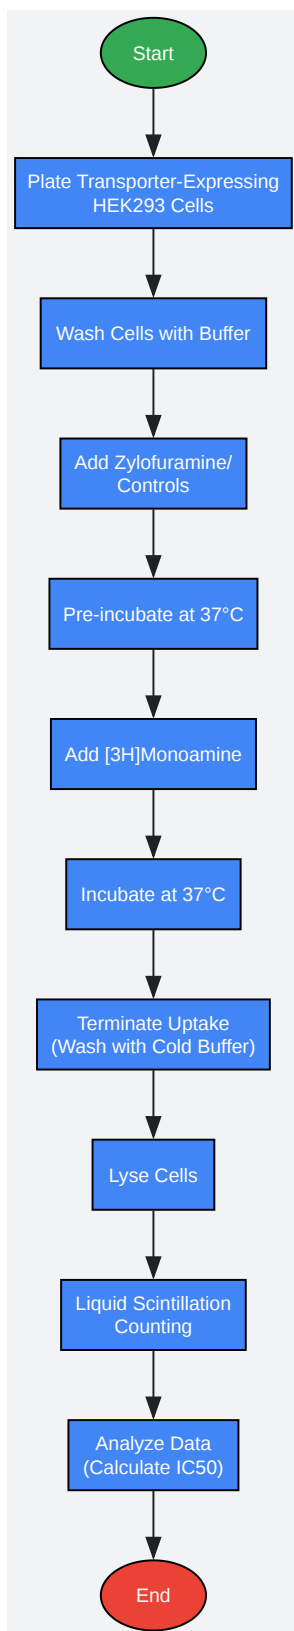 Start
Plate Transporter-Expressing
HEK293 Cells
Wash Cells with Buffer
Add Zylofuramine/
Controls
Pre-incubate at 37°C
Add [3H]Monoamine
Incubate at 37°C
Terminate Uptake
(Wash with Cold Buffer)
Lyse Cells
Liquid Scintillation
Counting
Analyze Data
(Calculate IC50)
End